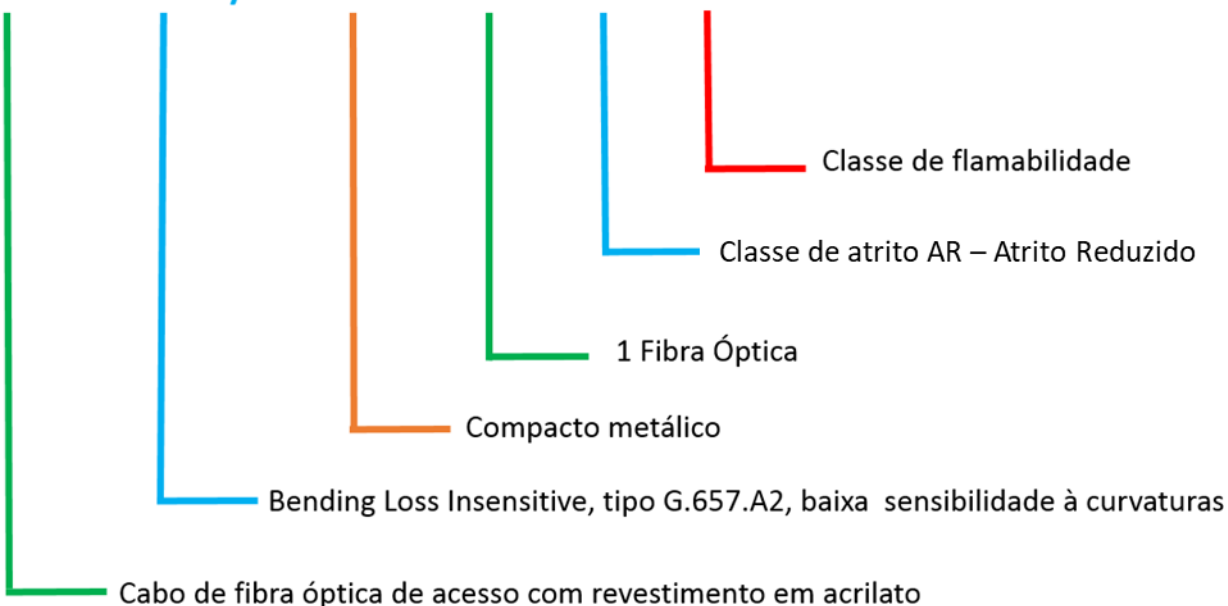 Classe de flamabilidade
Classe de atrito AR – Atrito Reduzido
1 Fibra Óptica
Compacto metálico
Bending Loss Insensitive, tipo G.657.A2, baixa sensibilidade à curvaturas
Cabo de fibra óptica de acesso com revestimento em acrilato